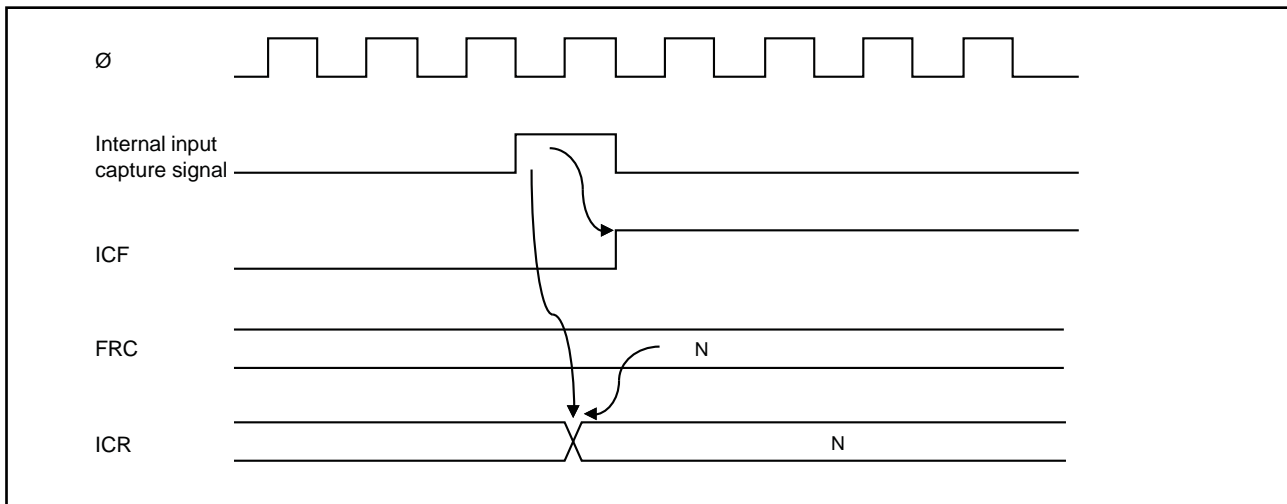 Ø
Internal input
capture signal
ICF
FRC
N
ICR
N